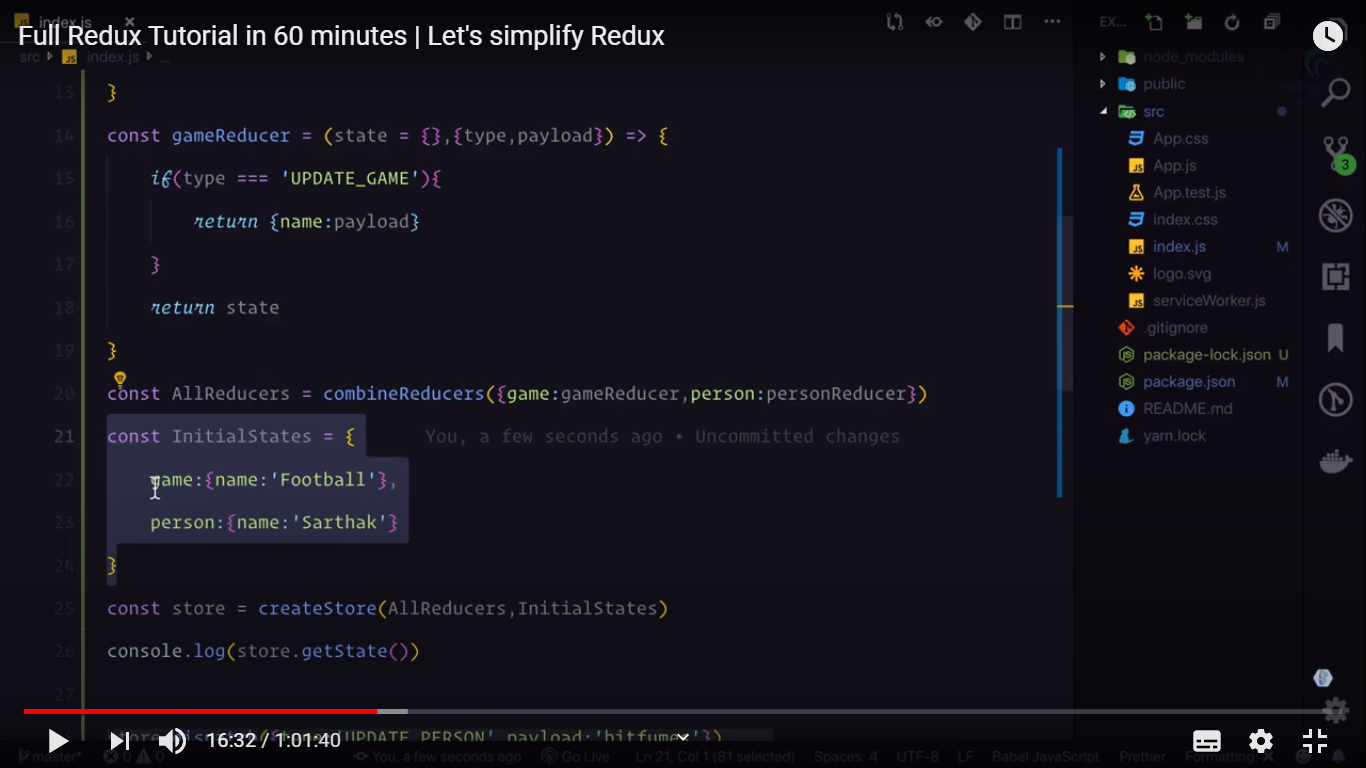 index.js
Full Redux Tutorial in 60 minutes | Let's simplify Redux
EX...
src index.js ...
13 }
14 const gameReducer = (state = {},{type,payload}) => {
15 if(type === 'UPDATE_GAME'){
16 return {name:payload}
17 }
18 return state
19 }
20 const AllReducers = combineReducers({game:gameReducer,person:personReducer})
21 const InitialStates = { You, a few seconds ago • Uncommitted changes
22 game:{name:'Football'},
23 person:{name:'Sarthak'}
24 }
25 const store = createStore(AllReducers,InitialStates)
26 console.log(store.getState())
27
node_modules
public
src
App.css
App.js
App.test.js
index.css
index.js M
logo.svg
serviceWorker.js
.gitignore
package-lock.json U
package.json M
README.md
yarn.lock
3
'UPDATE_PERSON', payload:'bitfumes'})
16:32 / 1:01:40
master* 0 0 You, a few seconds ago Go Live Ln 21, Col 1 (81 selected) Spaces: 4 UTF-8 LF Babel JavaScript Prettier Formatting: X